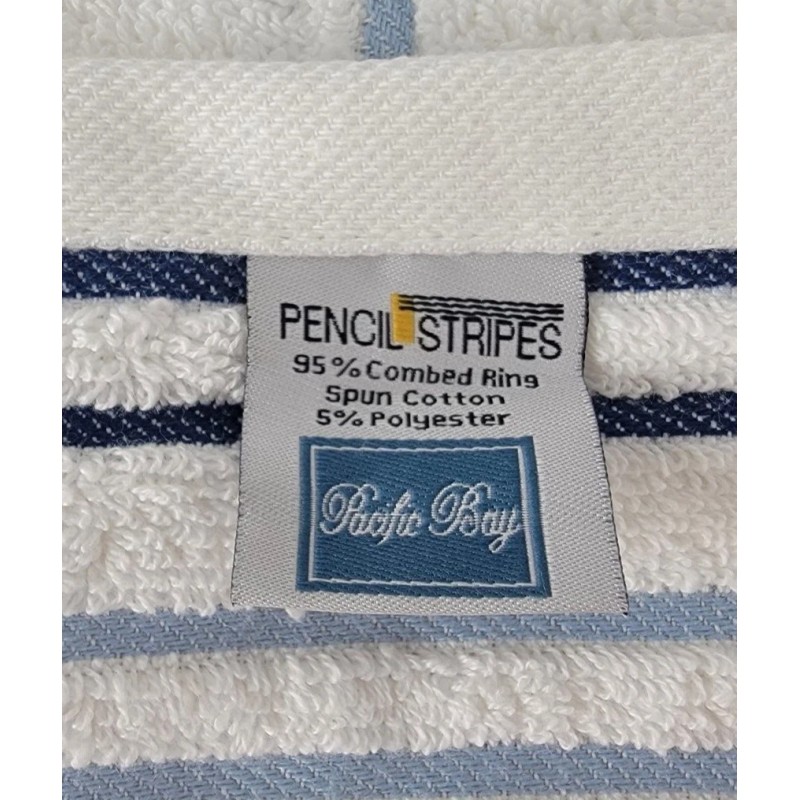 PENCIL STRIPES
95% Combed Ring
Spun Cotton
5% Polyester
Pacific Bay